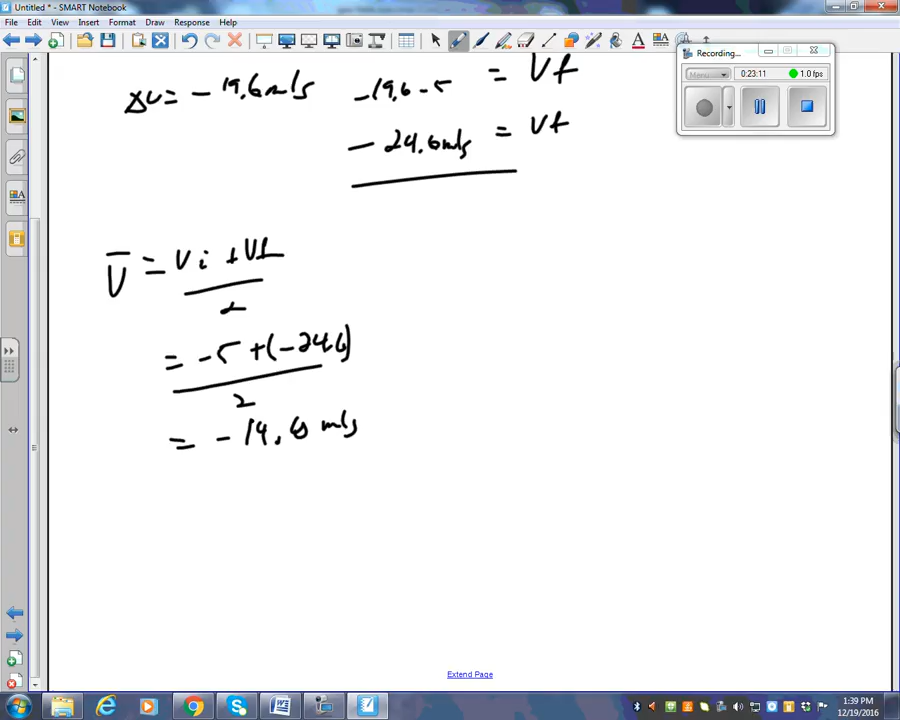 Untitled * - SMART Notebook
File Edit View Insert Format Draw Response Help
Recording...
Menu
0:23:11
1.0 fps
Δv = - 19.6 m/s
-19.6 - 5 = Vf
- 24.6 m/s = Vf
V̄ = Vi + Vf
2
= -5 + (-24.6)
2
= - 14.8 m/s
Extend Page
1:39 PM
12/19/2016